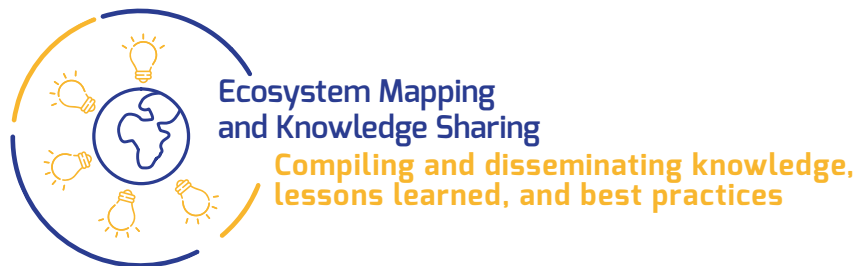 Ecosystem Mapping
and Knowledge Sharing
Compiling and disseminating knowledge,
lessons learned, and best practices